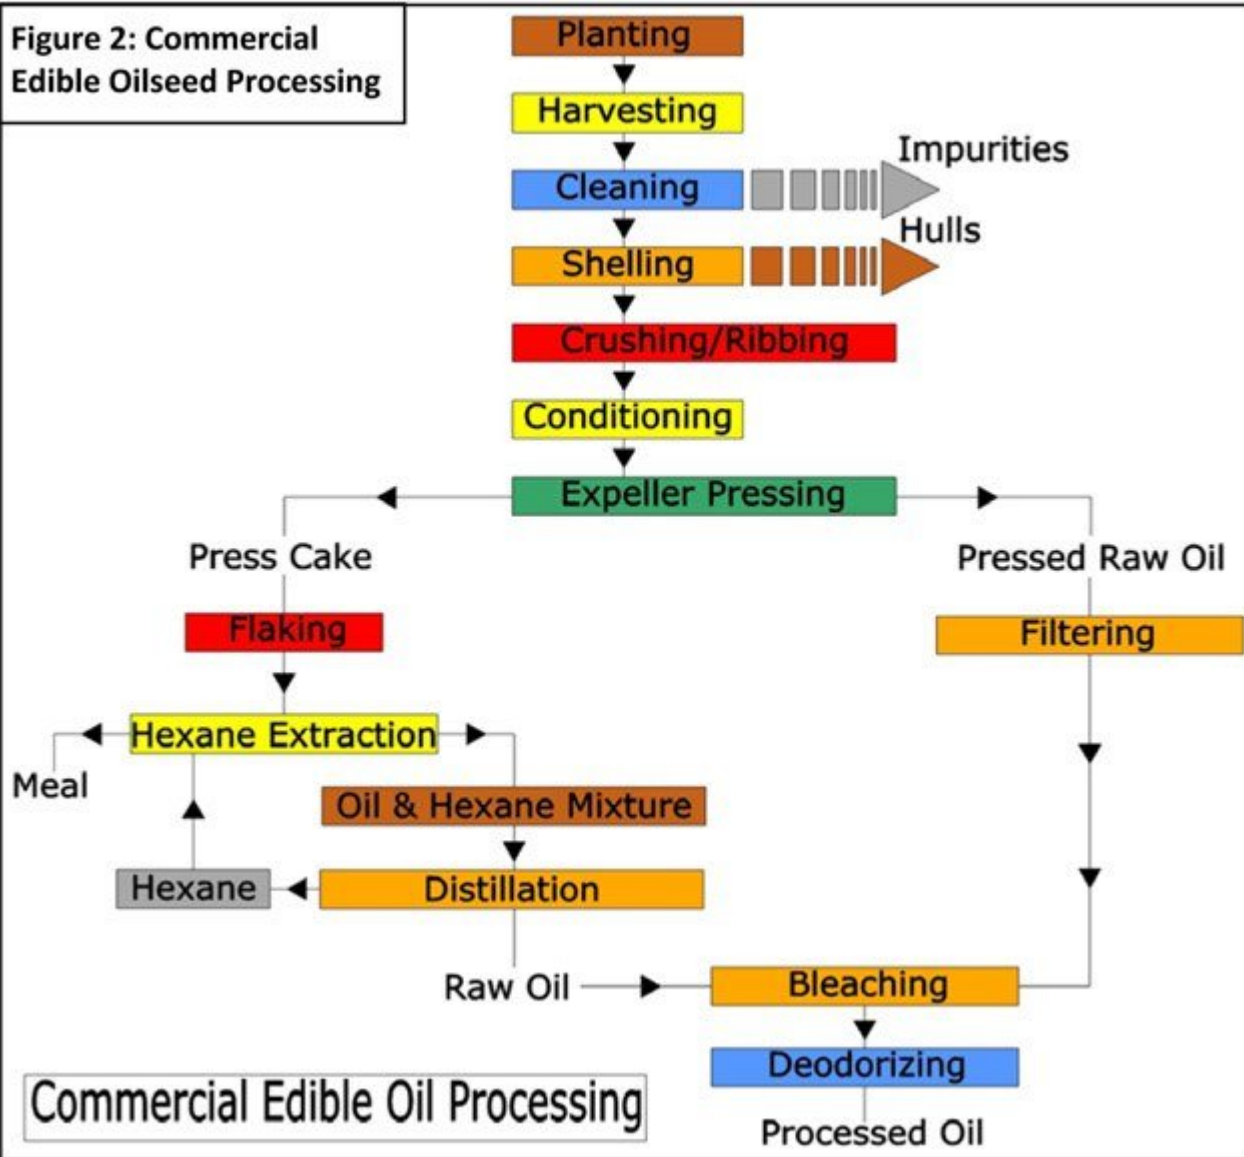 Figure 2: Commercial
Edible Oilseed Processing
Planting
Harvesting
Impurities
Cleaning
Hulls
Shelling
Crushing/Ribbing
Conditioning
Expeller Pressing
Press Cake
Pressed Raw Oil
Flaking
Filtering
Hexane Extraction
Meal
Oil & Hexane Mixture
Hexane
Distillation
Raw Oil
Bleaching
Deodorizing
Commercial Edible Oil Processing
Processed Oil